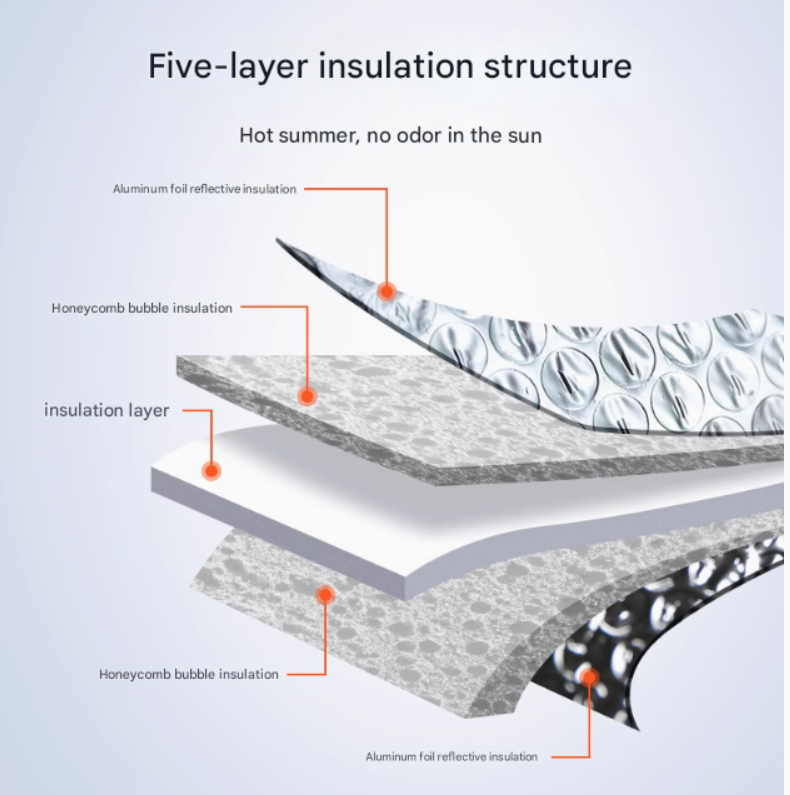 Five-layer insulation structure
Hot summer, no odor in the sun
Aluminum foil reflective insulation
Honeycomb bubble insulation
insulation layer
Honeycomb bubble insulation
Aluminum foil reflective insulation